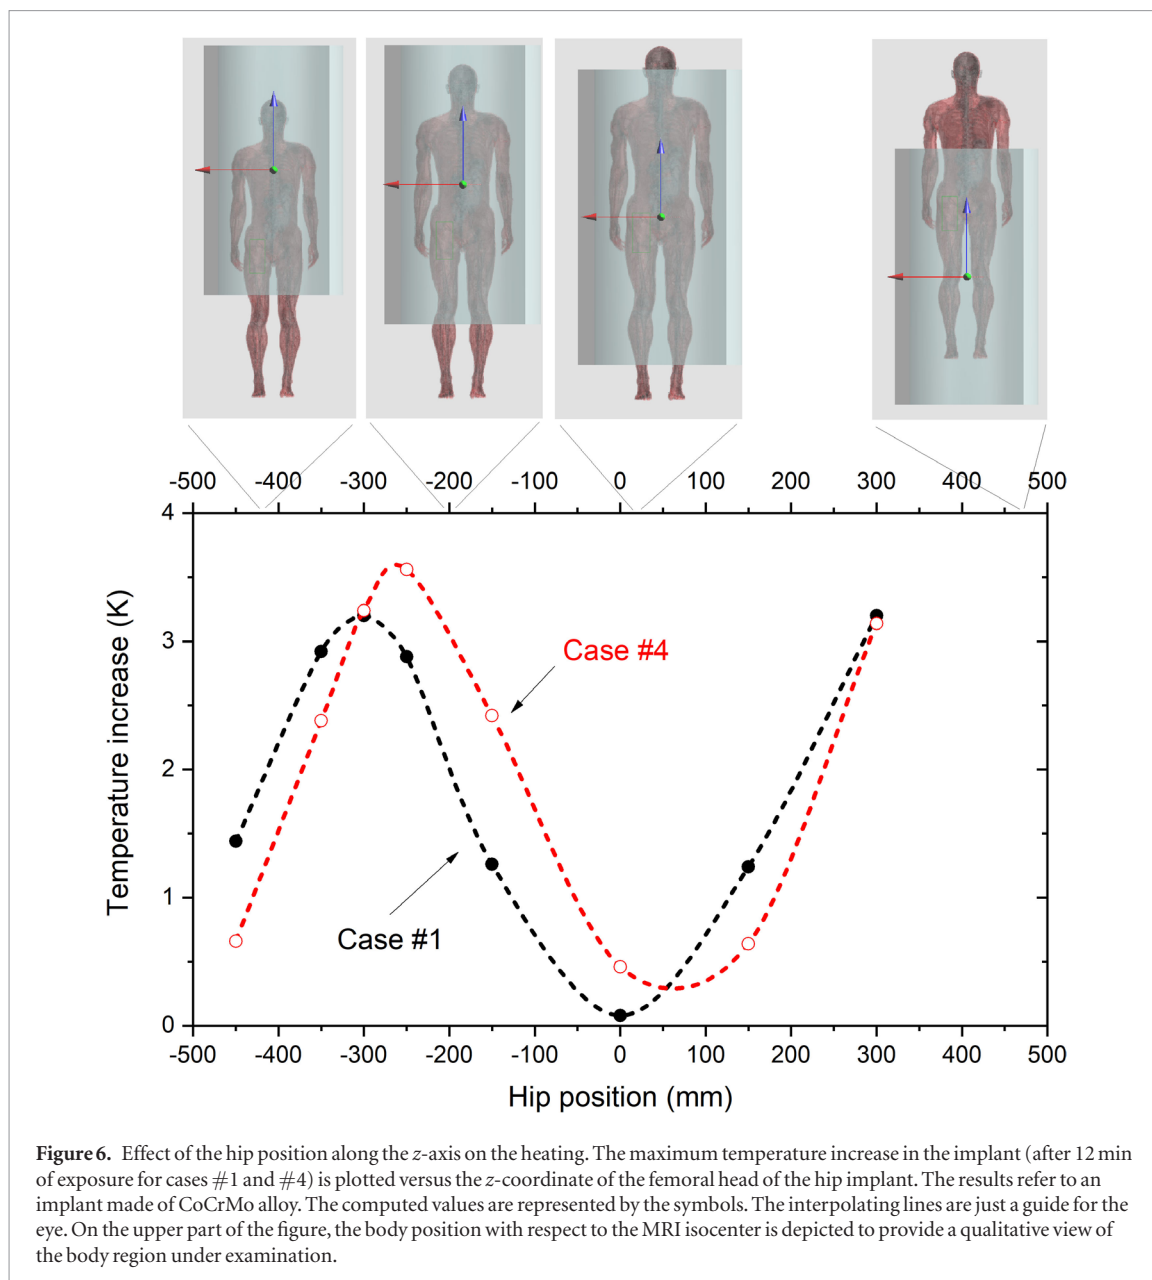 -500 -400 -300 -200 -100 0 100 200 300 400 500
4
3
2
1
0
Temperature increase (K)
Case #4
Case #1
-500 -400 -300 -200 -100 0 100 200 300 400 500
Hip position (mm)
Figure 6. Effect of the hip position along the z-axis on the heating. The maximum temperature increase in the implant (after 12 min
of exposure for cases #1 and #4) is plotted versus the z-coordinate of the femoral head of the hip implant. The results refer to an
implant made of CoCrMo alloy. The computed values are represented by the symbols. The interpolating lines are just a guide for the
eye. On the upper part of the figure, the body position with respect to the MRI isocenter is depicted to provide a qualitative view of
the body region under examination.